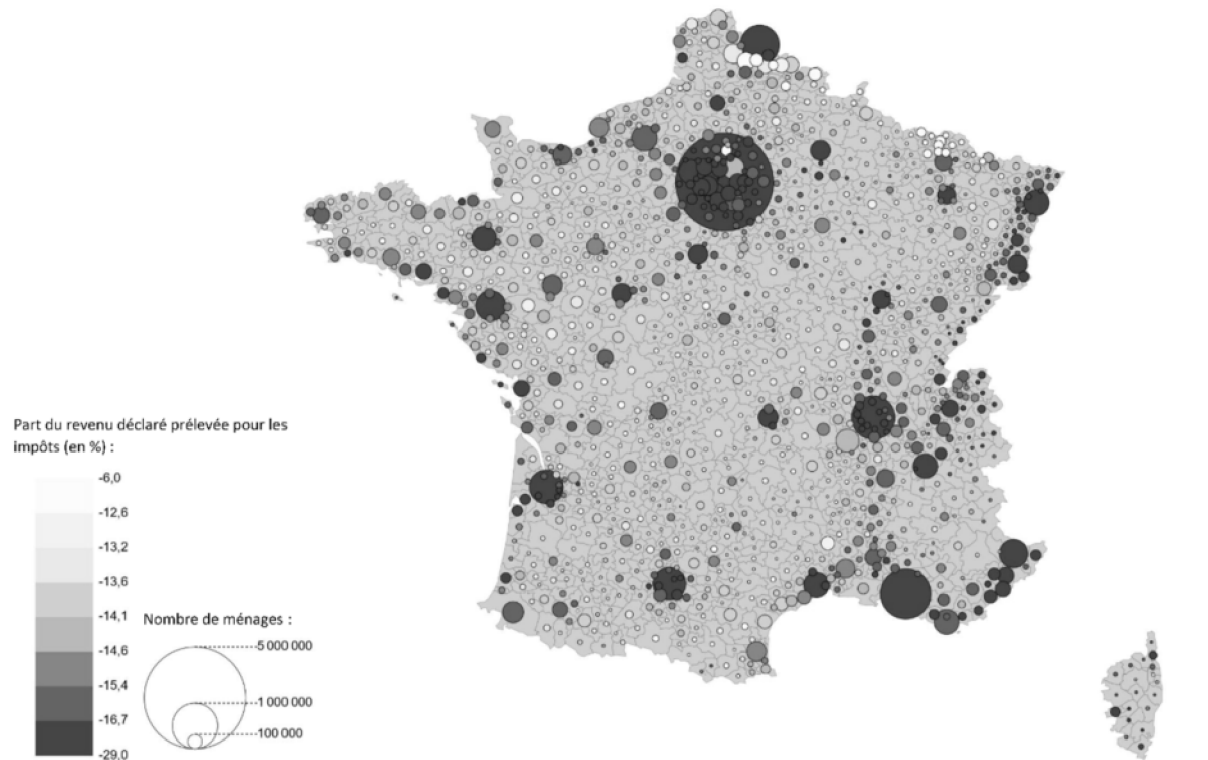 Part du revenu déclaré prélevée pour les
impôts (en %) :
-6,0
-12,6
-13,2
-13,6
-14,1
-14,6
-15,4
-16,7
-29.0
Nombre de ménages :
5 000 000
1 000 000
100 000